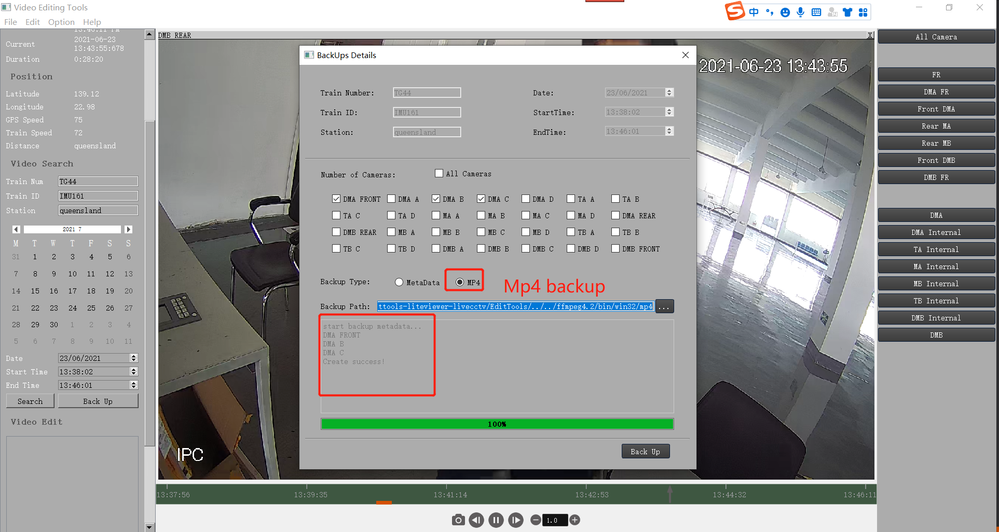 Video Editing Tools
中
File Edit Option Help
Current 2021-06-23 13:43:55:678
Duration 0:28:20
Position
Latitude 139.12
Longitude 22.98
GPS Speed 75
Train Speed 72
Distance queensland
Video Search
Train Num TG44
Train ID IMU161
Station queensland
2021 7
M T W T F S S
31 1 2 3 4 5 6
7 8 9 10 11 12 13
14 15 16 17 18 19 20
21 22 23 24 25 26 27
28 29 30 1 2 3 4
5 6 7 8 9 10 11
Date 23/06/2021
Start Time 13:38:02
End Time 13:46:01
Search Back Up
Video Edit
DMB REAR X
2021-06-23 13:43:55
IPC
BackUps Details
Train Number: TG44 Date: 23/06/2021
Train ID: IMU161 StartTime: 13:38:02
Station: queensland EndTime: 13:46:01
Number of Cameras: All Cameras
DMA FRONT DMA A DMA B DMA C DMA D TA A TA B
TA C TA D MA A MA B MA C MA D DMA REAR
DMB REAR MB A MB B MB C MB D TB A TB B
TB C TB D DMB A DMB B DMB C DMB D DMB FRONT
Backup Type: MetaData MP4 Mp4 backup
Backup Path: ttools-liteviewer-livecctv/EditTools/../../ffmpeg4.2/bin/win32/mp4 ...
start backup metadata...
DMA FRONT
DMA B
DMA C
Create success!
100%
Back Up
13:37:56 13:39:35 13:41:14 13:42:53 13:44:32 13:46:11
1.0
All Camera
FR
DMA FR
Front DMA
Rear MA
Rear MB
Front DMB
DMB FR
DMA
DMA Internal
TA Internal
MA Internal
MB Internal
TB Internal
DMB Internal
DMB